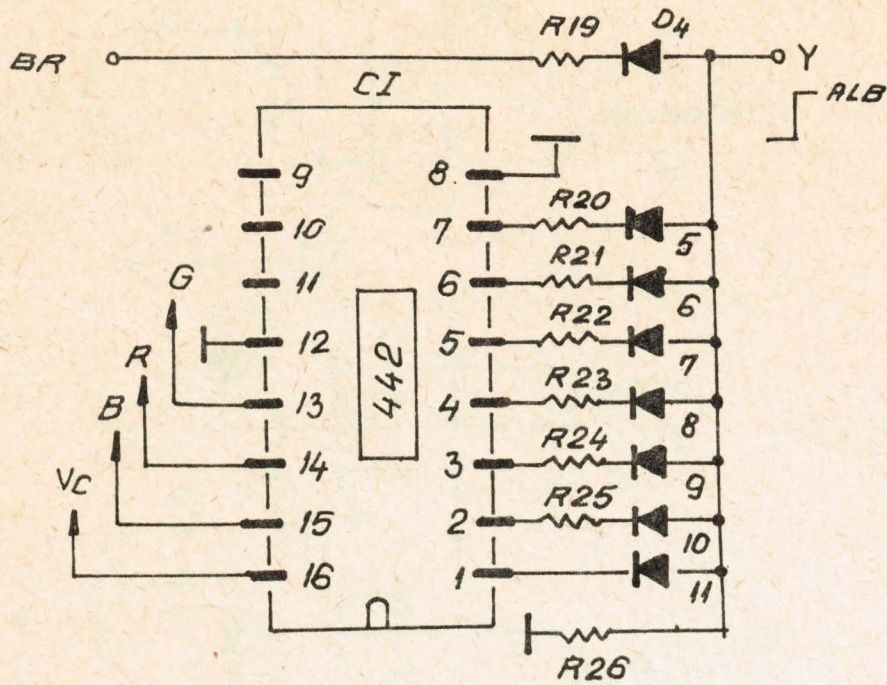 R19 D4
BR Y
CI
ALB
9 8.
R20
10 7 5
R21
G 11 6 6
R22
R 12 442 5 7
R23
B 13 4 8
R24
VC 14 3 9
R25
15 2 10
16 1 11
R26